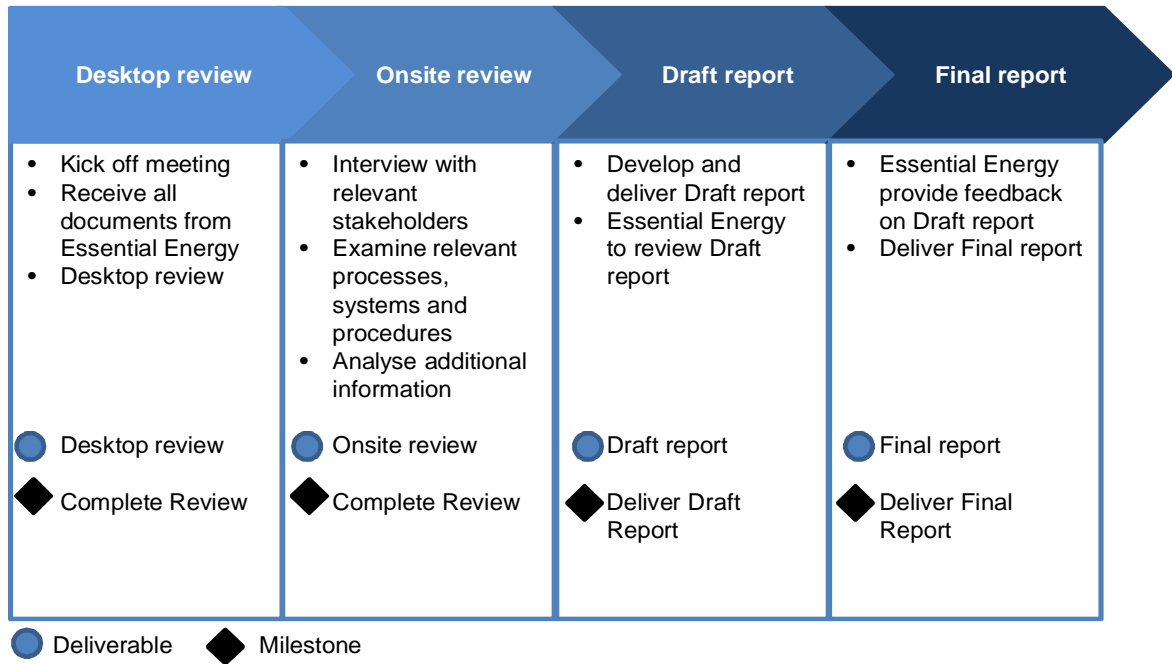 Desktop review
Onsite review
Draft report
Final report
• Kick off meeting
• Receive all
documents from
Essential Energy
• Desktop review
• Interview with
relevant
stakeholders
• Examine relevant
processes,
systems and
procedures
• Analyse additional
information
• Develop and
deliver Draft report
• Essential Energy
to review Draft
report
• Essential Energy
provide feedback
on Draft report
• Deliver Final report
Desktop review
Complete Review
Onsite review
Complete Review
Draft report
Deliver Draft
Report
Final report
Deliver Final
Report
Deliverable
Milestone